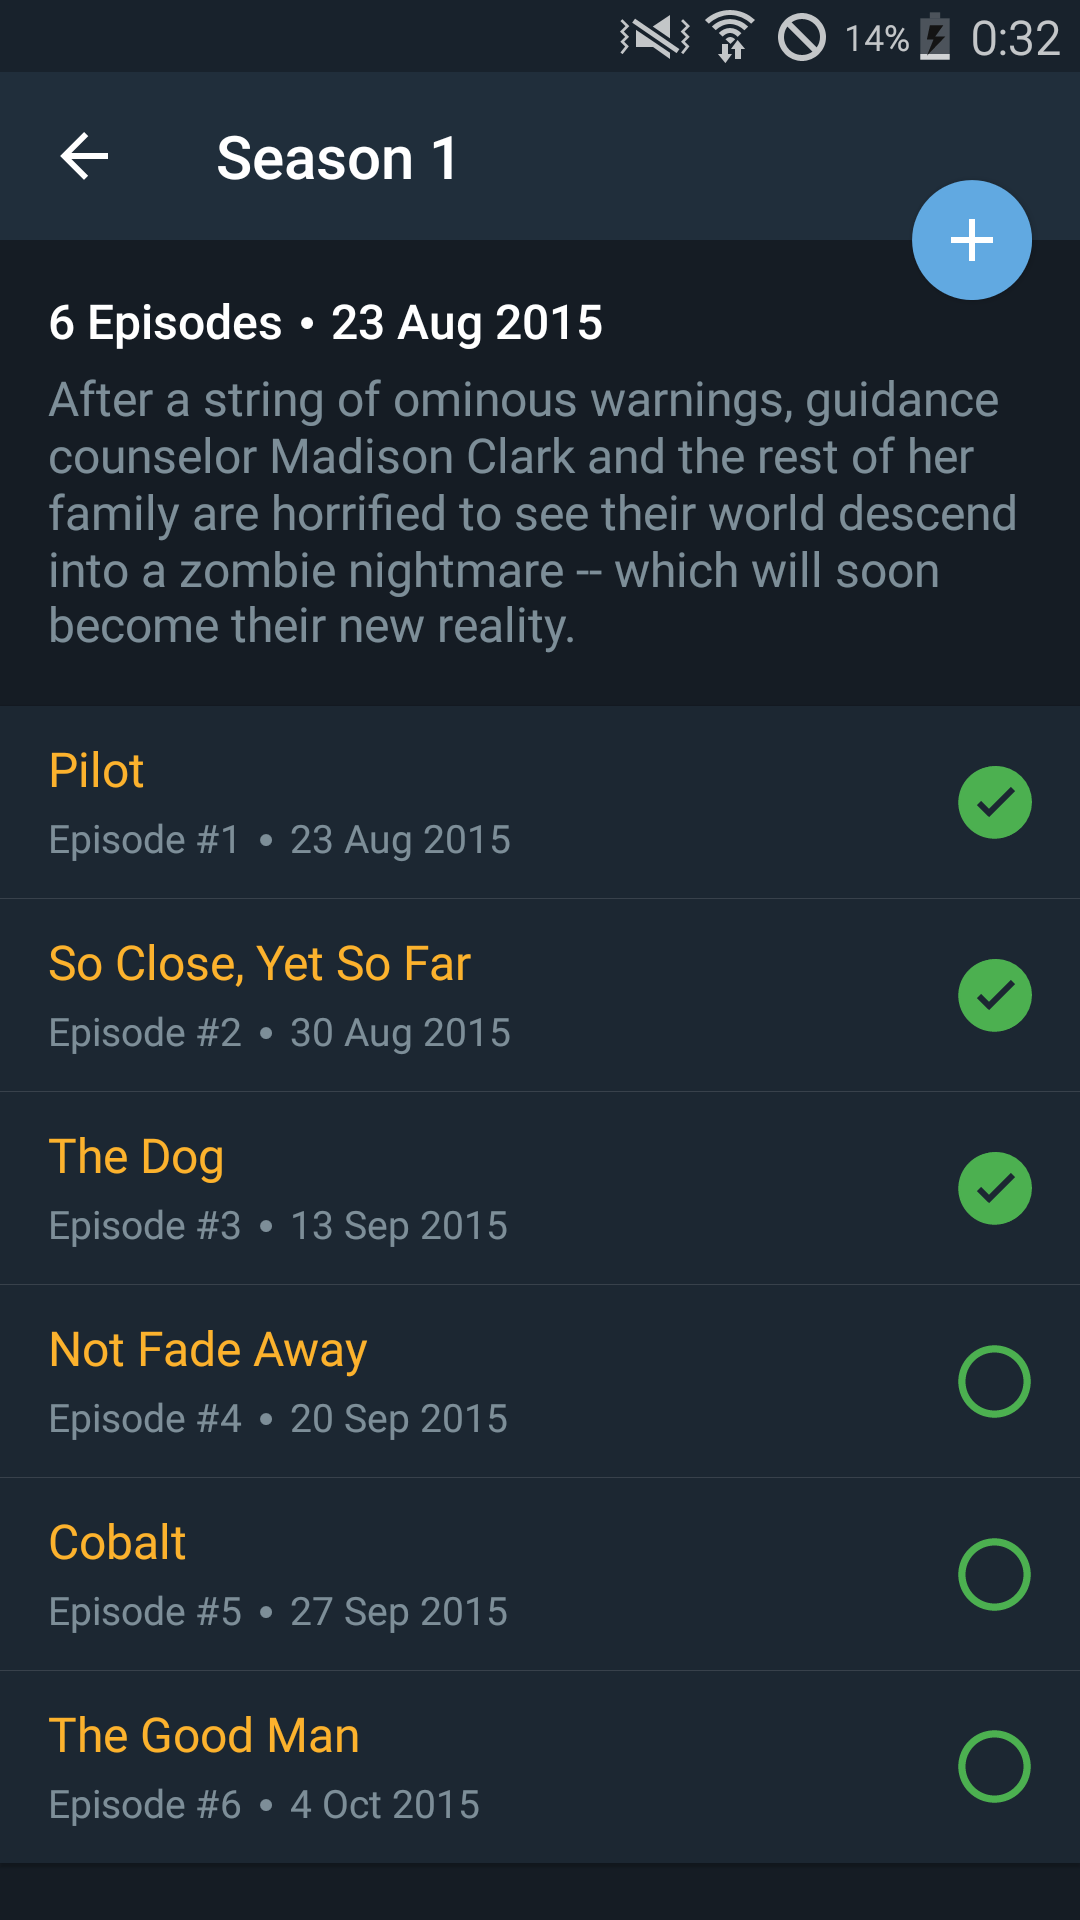 14% 0:32
Season 1
6 Episodes • 23 Aug 2015
After a string of ominous warnings, guidance
counselor Madison Clark and the rest of her
family are horrified to see their world descend
into a zombie nightmare -- which will soon
become their new reality.
Pilot
Episode #1 • 23 Aug 2015
So Close, Yet So Far
Episode #2 • 30 Aug 2015
The Dog
Episode #3 • 13 Sep 2015
Not Fade Away
Episode #4 • 20 Sep 2015
Cobalt
Episode #5 • 27 Sep 2015
The Good Man
Episode #6 • 4 Oct 2015